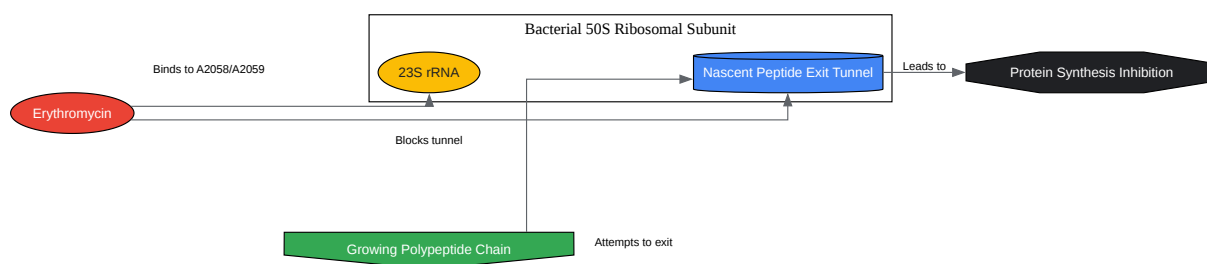 Bacterial 50S Ribosomal Subunit
Binds to A2058/A2059
23S rRNA
Nascent Peptide Exit Tunnel
Leads to
Protein Synthesis Inhibition
Erythromycin
Blocks tunnel
Growing Polypeptide Chain
Attempts to exit